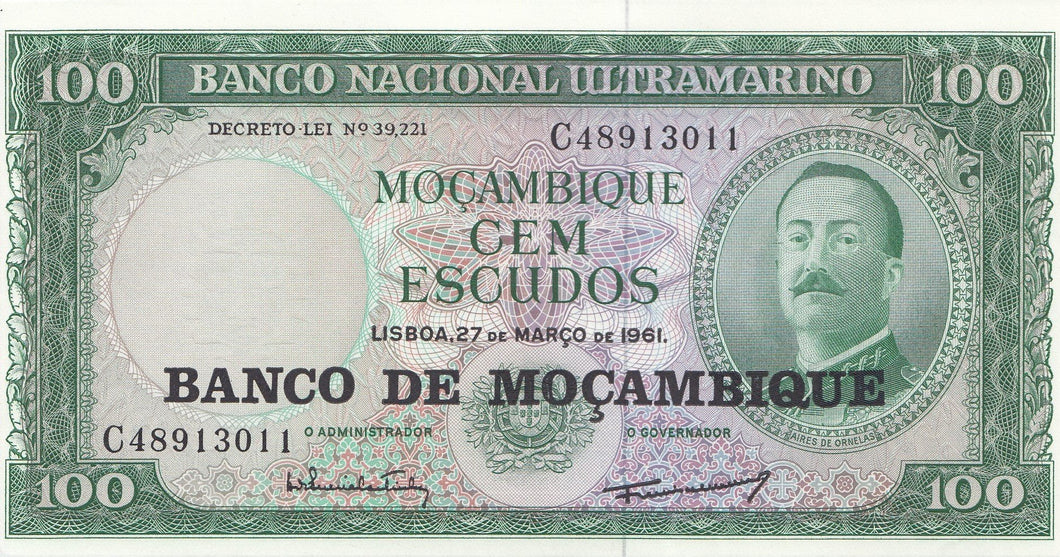 100 BANCO NACIONAL ULTRAMARINO 100
DECRETO-LEI Nº 39,221
C48913011
MOÇAMBIQUE
CEM
ESCUDOS
LISBOA, 27 DE MARÇO DE 1961.
BANCO DE MOÇAMBIQUE
C48913011
O ADMINISTRADOR
O GOVERNADOR
AIRES DE ORNELAS
100 100